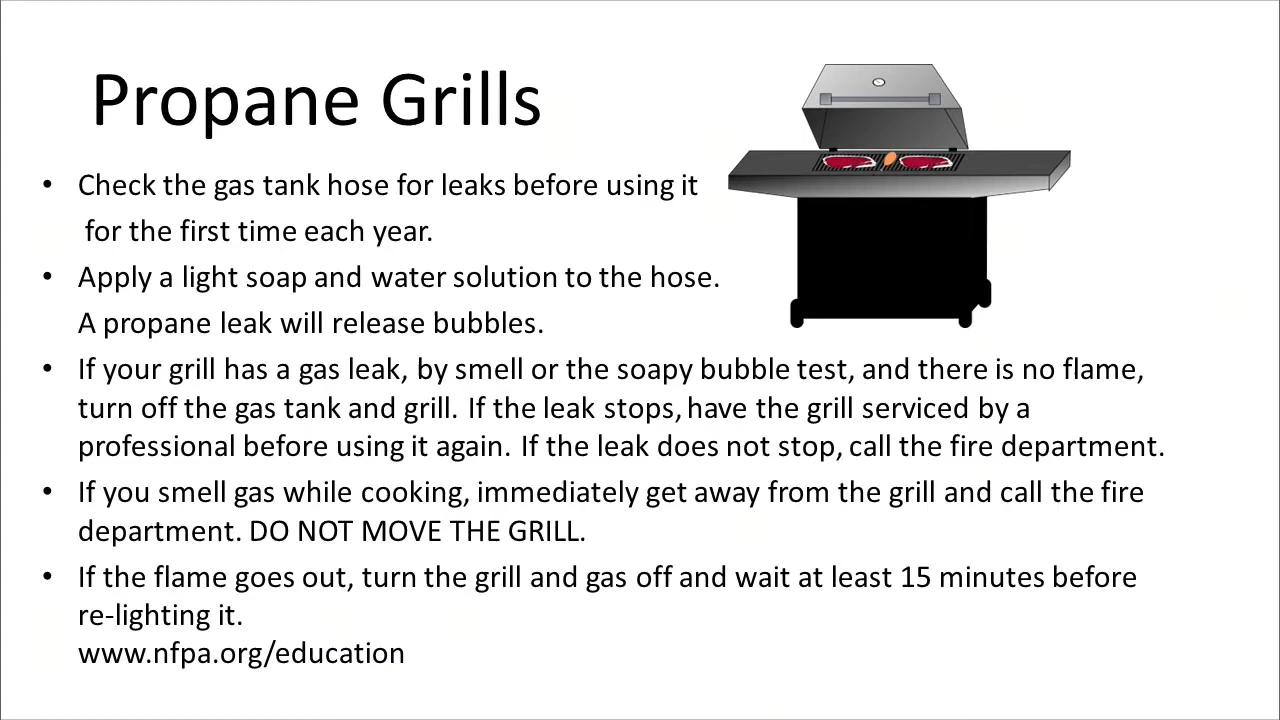 Propane Grills
• Check the gas tank hose for leaks before using it
for the first time each year.
• Apply a light soap and water solution to the hose.
A propane leak will release bubbles.
• If your grill has a gas leak, by smell or the soapy bubble test, and there is no flame,
turn off the gas tank and grill. If the leak stops, have the grill serviced by a
professional before using it again. If the leak does not stop, call the fire department.
• If you smell gas while cooking, immediately get away from the grill and call the fire
department. DO NOT MOVE THE GRILL.
• If the flame goes out, turn the grill and gas off and wait at least 15 minutes before
re-lighting it.
www.nfpa.org/education